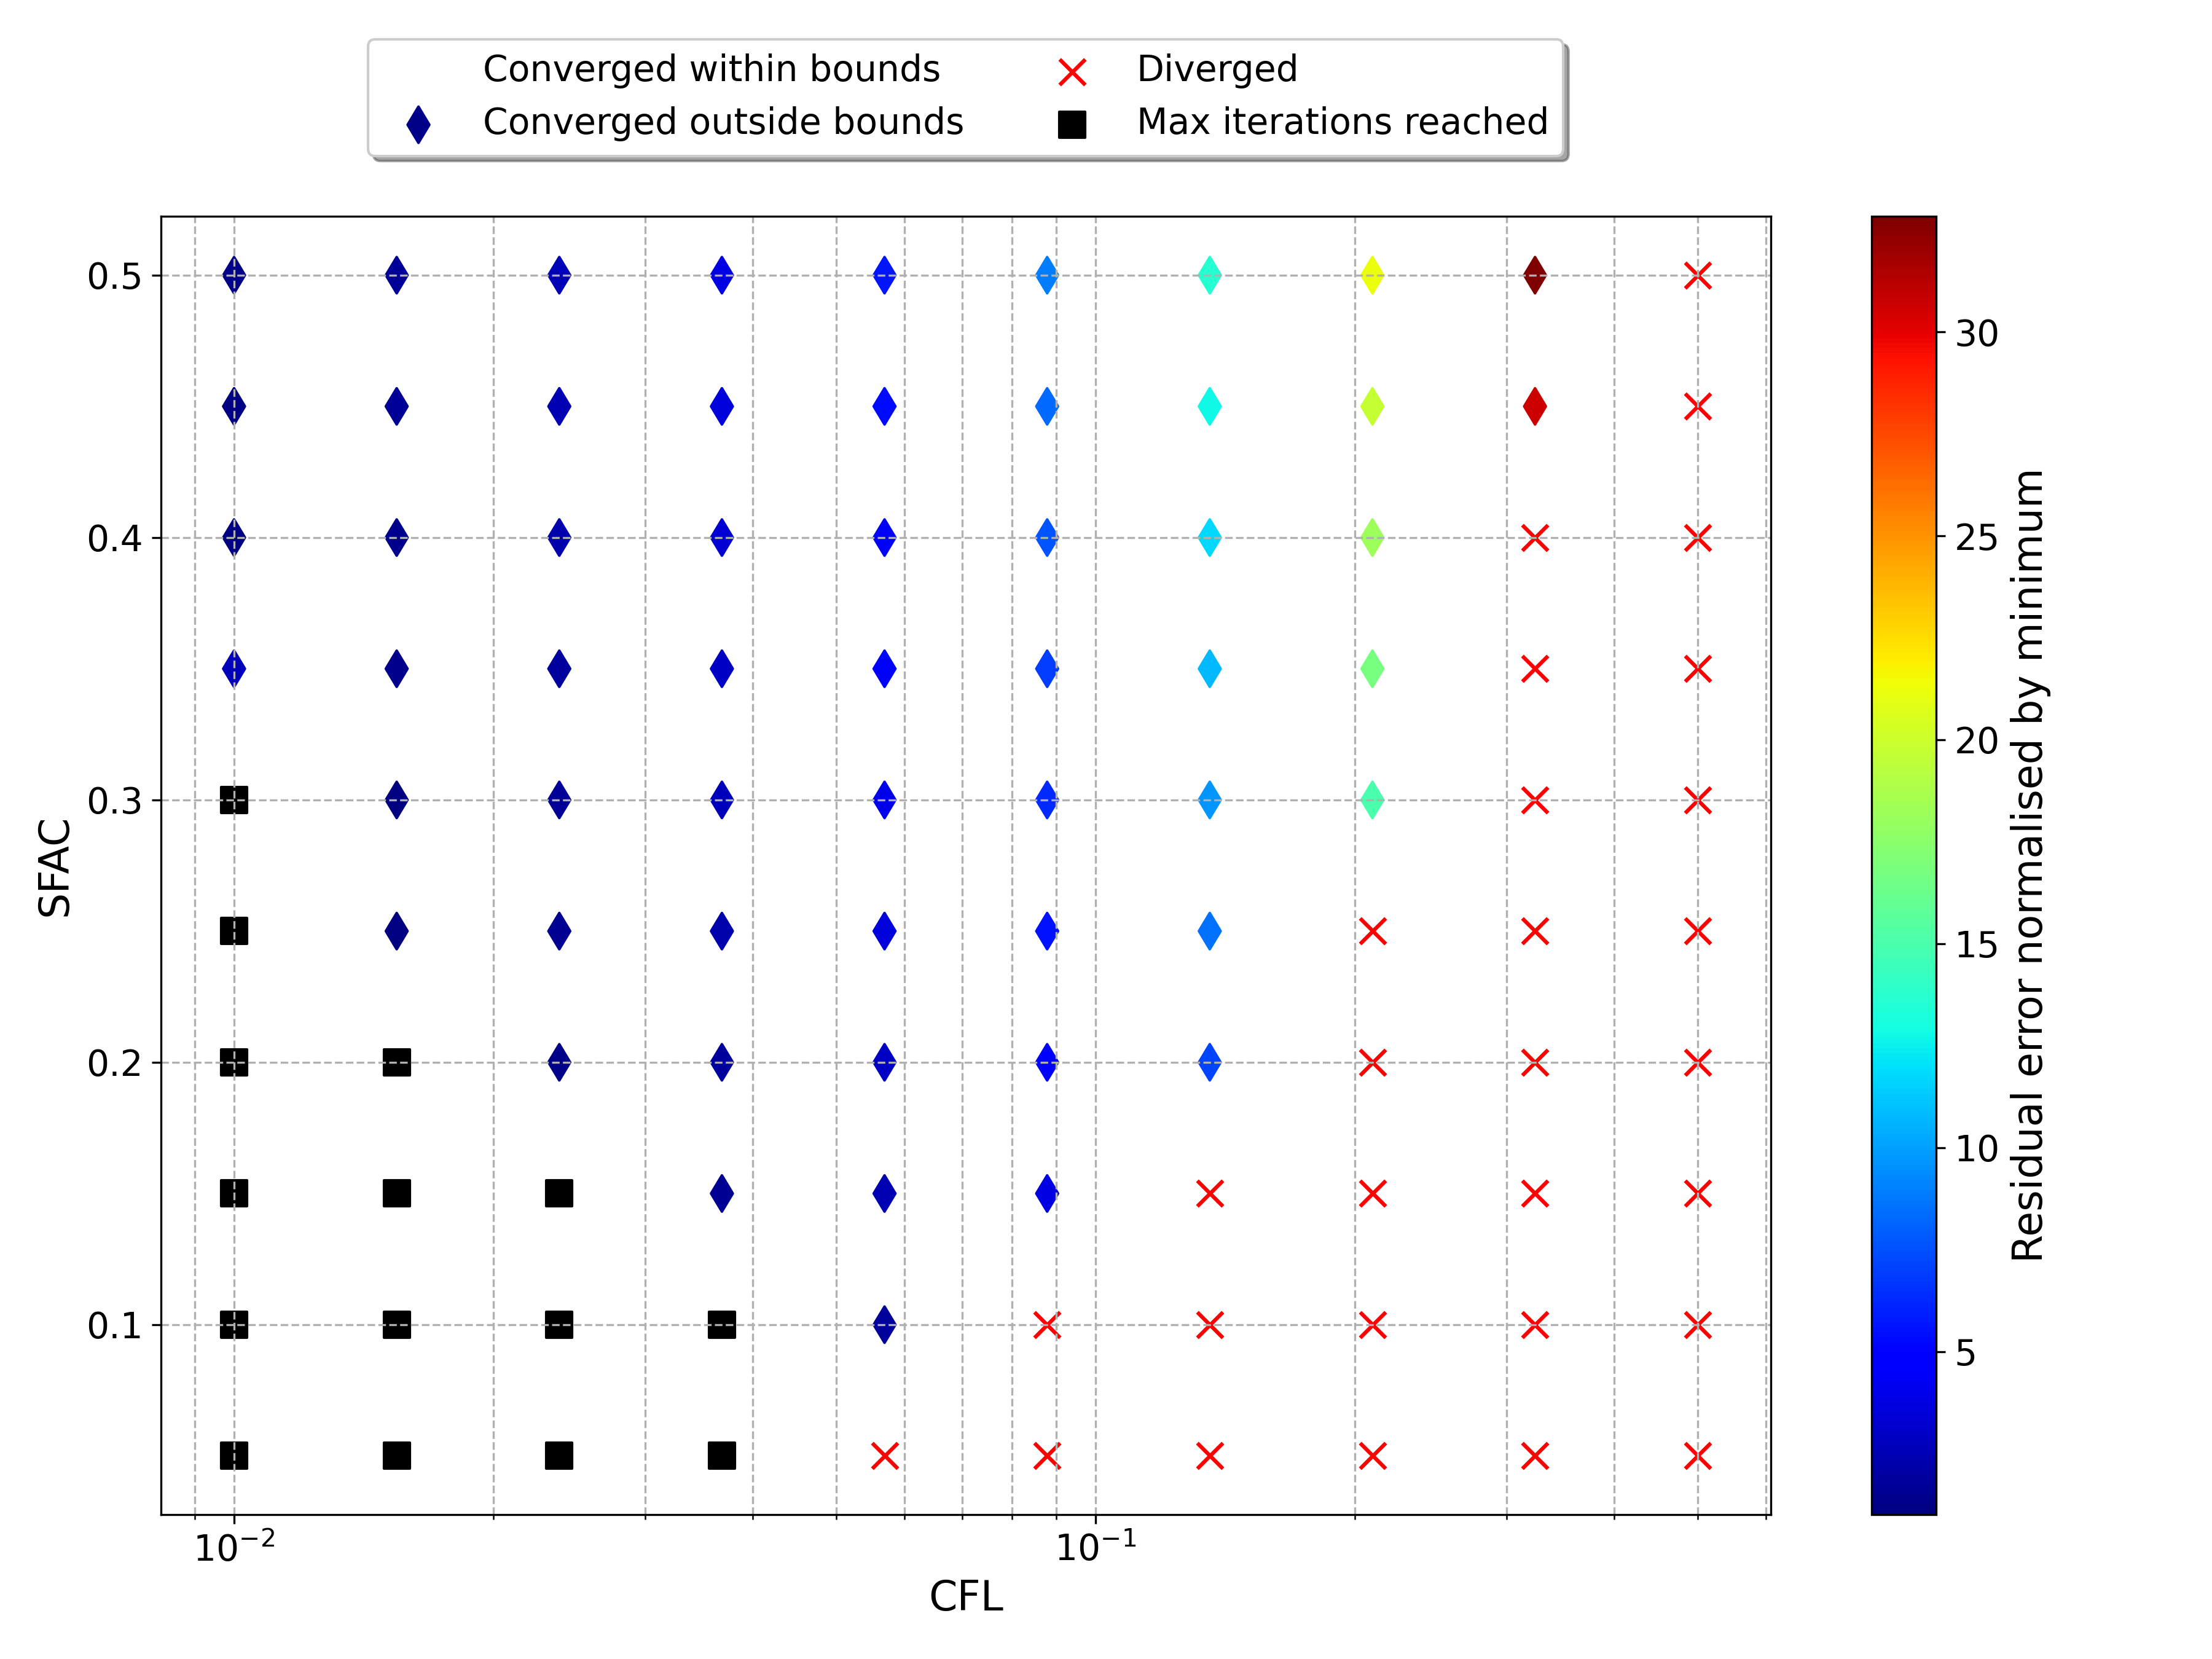 Converged within bounds
Converged outside bounds
Diverged
Max iterations reached
0.5
0.4
0.3
0.2
0.1
SFAC
10⁻²
10⁻¹
CFL
30
25
20
15
10
5
Residual error normalised by minimum